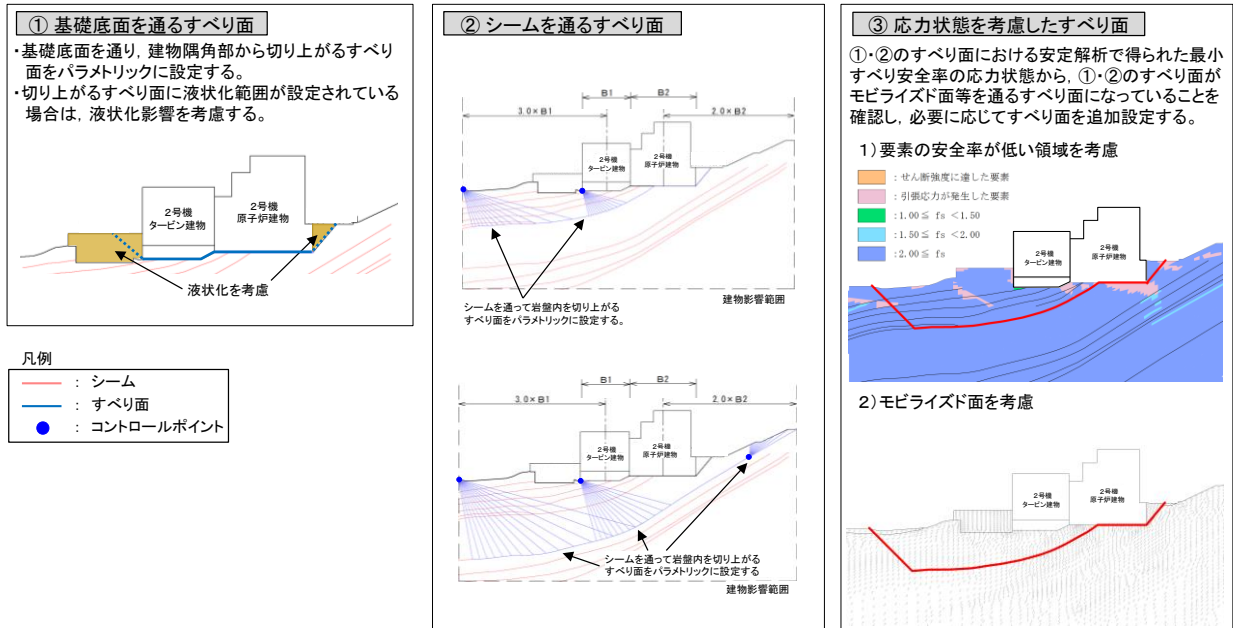 ① 基礎底面を通るすべり面
・基礎底面を通り，建物隅角部から切り上がるすべり
面をパラメトリックに設定する。
・切り上がるすべり面に液状化範囲が設定されている
場合は，液状化影響を考慮する。
2号機
タービン建物
2号機
原子炉建物
液状化を考慮
凡例
： シーム
： すべり面
： コントロールポイント
② シームを通るすべり面
B1
B2
3.0×B1
2.0×B2
2号機
タービン建物
2号機
原子炉建物
建物影響範囲
シームを通って岩盤内を切り上がる
すべり面をパラメトリックに設定する。
B1
B2
3.0×B1
2.0×B2
2号機
タービン建物
2号機
原子炉建物
シームを通って岩盤内を切り上がる
すべり面をパラメトリックに設定する
建物影響範囲
③ 応力状態を考慮したすべり面
①・②のすべり面における安定解析で得られた最小
すべり安全率の応力状態から，①・②のすべり面が
モビライズド面等を通るすべり面になっていることを
確認し，必要に応じてすべり面を追加設定する。
1）要素の安全率が低い領域を考慮
：せん断強度に達した要素
：引張応力が発生した要素
：1.00≦ fs ＜1.50
：1.50≦ fs ＜2.00
：2.00≦ fs
2号機
タービン建物
2号機
原子炉建物
2）モビライズド面を考慮
2号機
タービン建物
2号機
原子炉建物